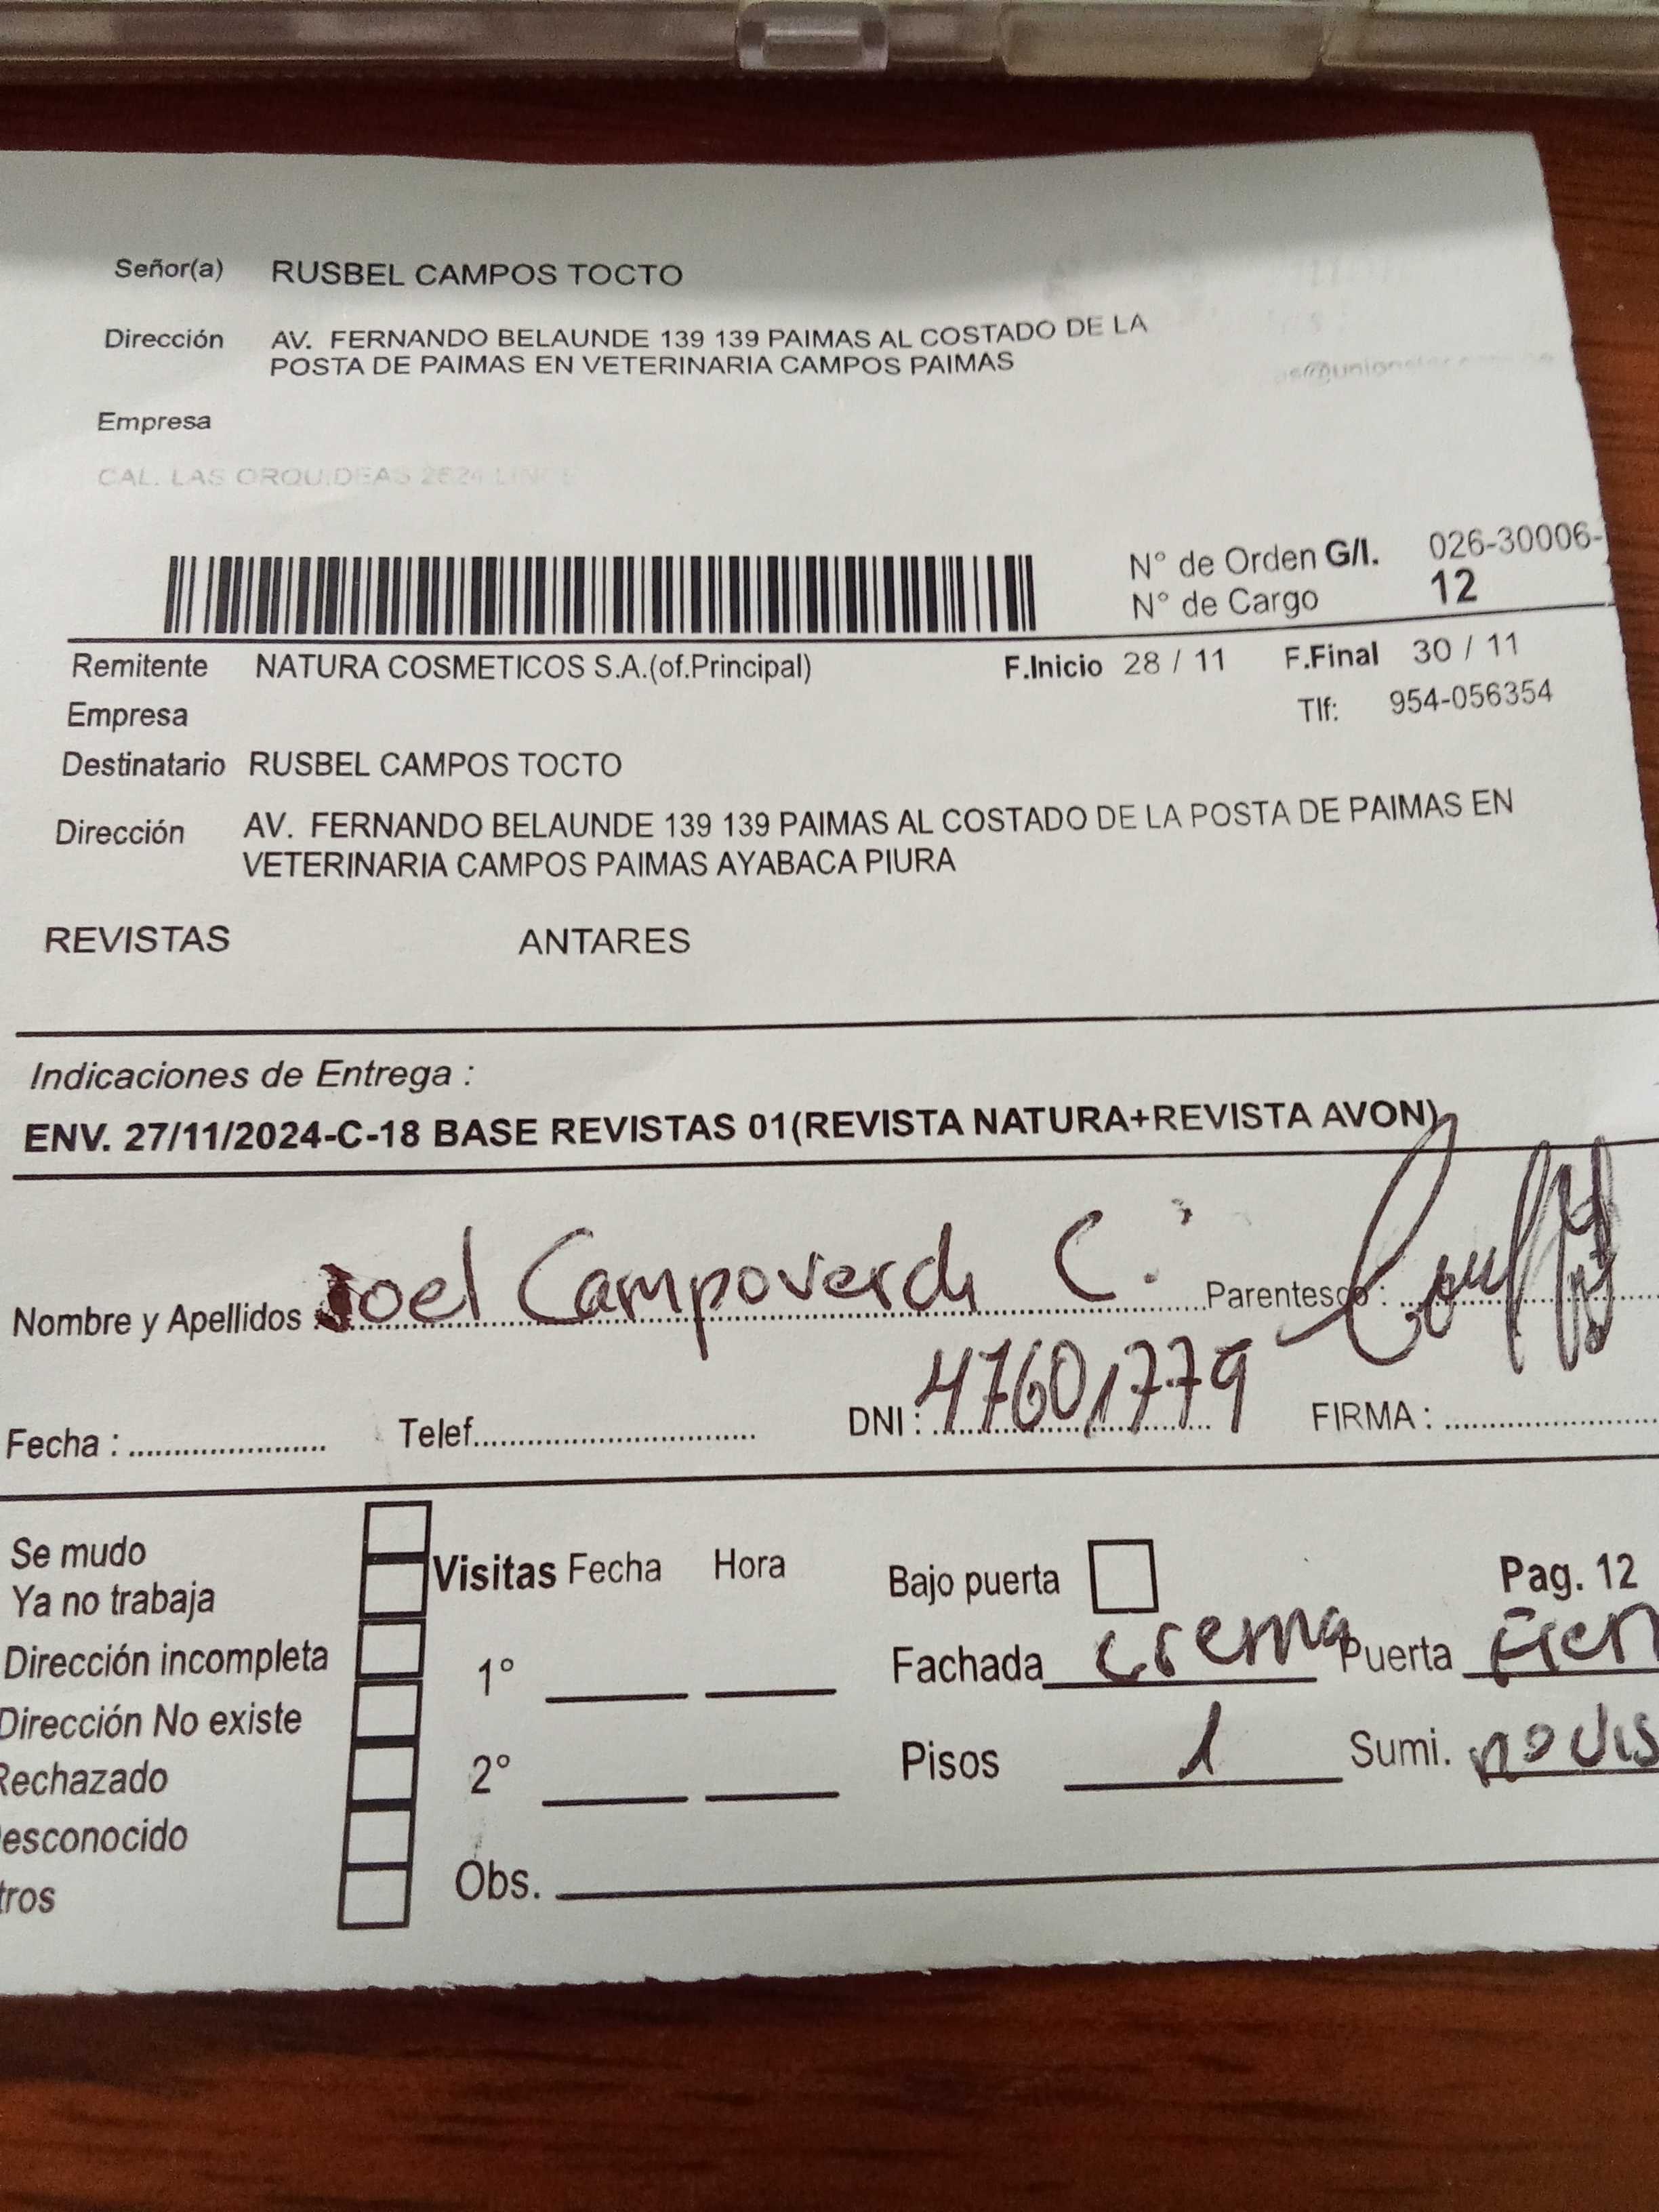 Señor(a) RUSBEL CAMPOS TOCTO
Dirección AV. FERNANDO BELAUNDE 139 139 PAIMAS AL COSTADO DE LA
POSTA DE PAIMAS EN VETERINARIA CAMPOS PAIMAS
Empresa
CAL. LAS ORQUIDEAS 2624
N° de Orden G/I. 026-30006-
N° de Cargo 12
Remitente NATURA COSMETICOS S.A.(of.Principal) F.Inicio 28 / 11 F.Final 30 / 11
Empresa Tlf: 954-056354
Destinatario RUSBEL CAMPOS TOCTO
Dirección AV. FERNANDO BELAUNDE 139 139 PAIMAS AL COSTADO DE LA POSTA DE PAIMAS EN
VETERINARIA CAMPOS PAIMAS AYABACA PIURA
REVISTAS ANTARES
Indicaciones de Entrega :
ENV. 27/11/2024-C-18 BASE REVISTAS 01(REVISTA NATURA+REVISTA AVON)
Nombre y Apellidos : Joel Campoverde C. Parentesco :
Fecha : Telef. DNI : 47601779 FIRMA :
Se mudo
Ya no trabaja
Dirección incompleta
Dirección No existe
Rechazado
esconocido
tros
Visitas Fecha Hora
1°
2°
Obs.
Bajo puerta Pag. 12
Fachada crema Puerta
Pisos 1 Sumi.